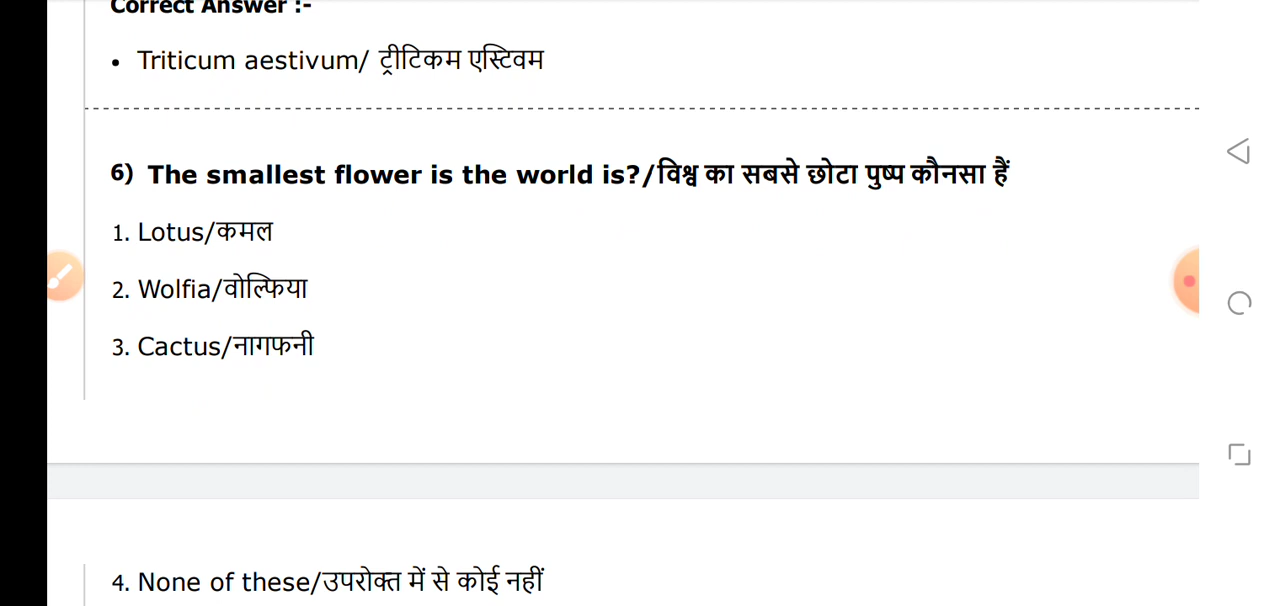 Correct Answer :-
• Triticum aestivum/ ट्रीटिकम एस्टिवम
6) The smallest flower is the world is?/विश्व का सबसे छोटा पुष्प कौनसा हैं
1. Lotus/कमल
2. Wolfia/वोल्फिया
3. Cactus/नागफनी
4. None of these/उपरोक्त में से कोई नहीं